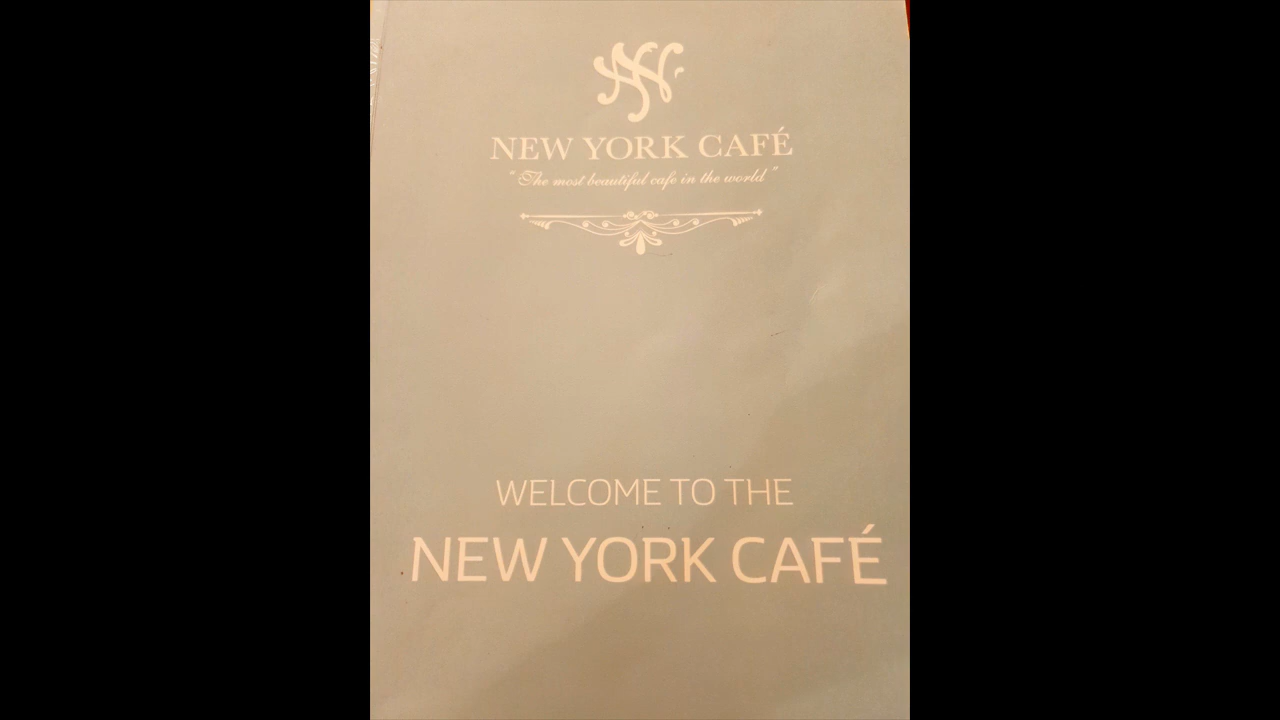 NEW YORK CAFÉ
"The most beautiful cafe in the world"
WELCOME TO THE
NEW YORK CAFÉ